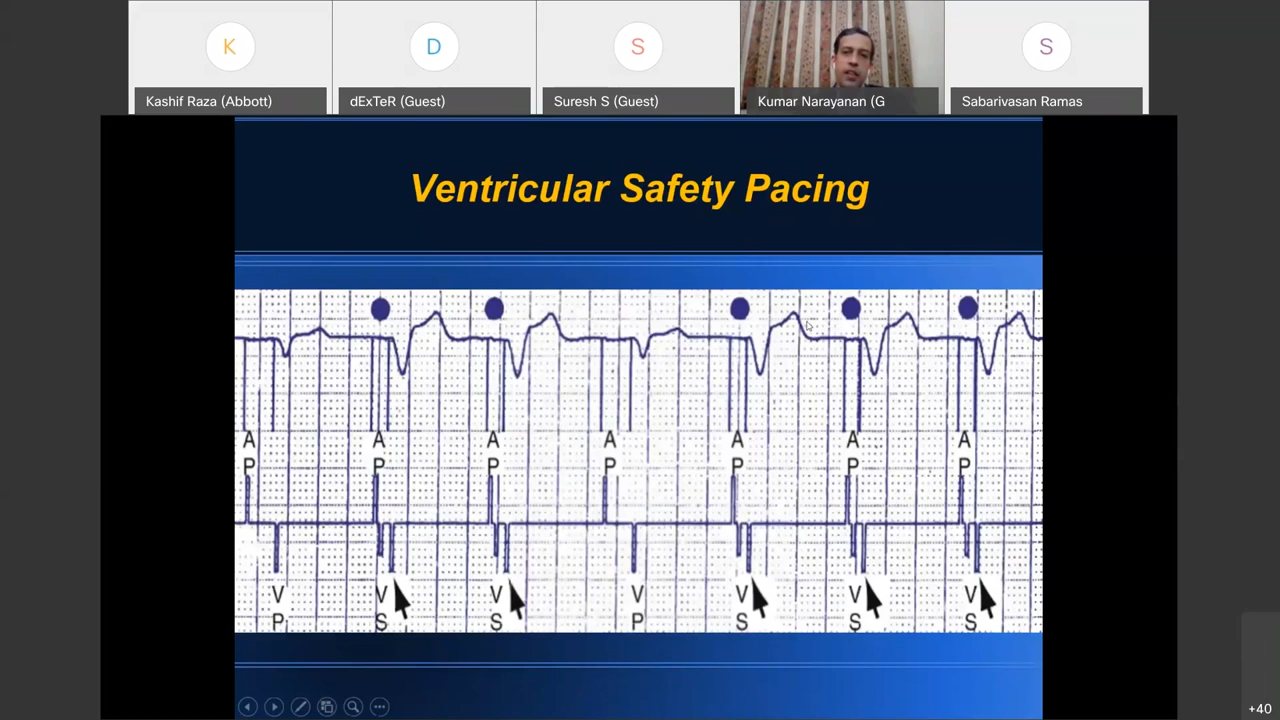 K
D
S
S
Kashif Raza (Abbott)
dExTeR (Guest)
Suresh S (Guest)
Kumar Narayanan (G
Sabarivasan Ramas
Ventricular Safety Pacing
A A A A A A A
P P P P P P P
V V V V V V V
P S S P S S S
+40